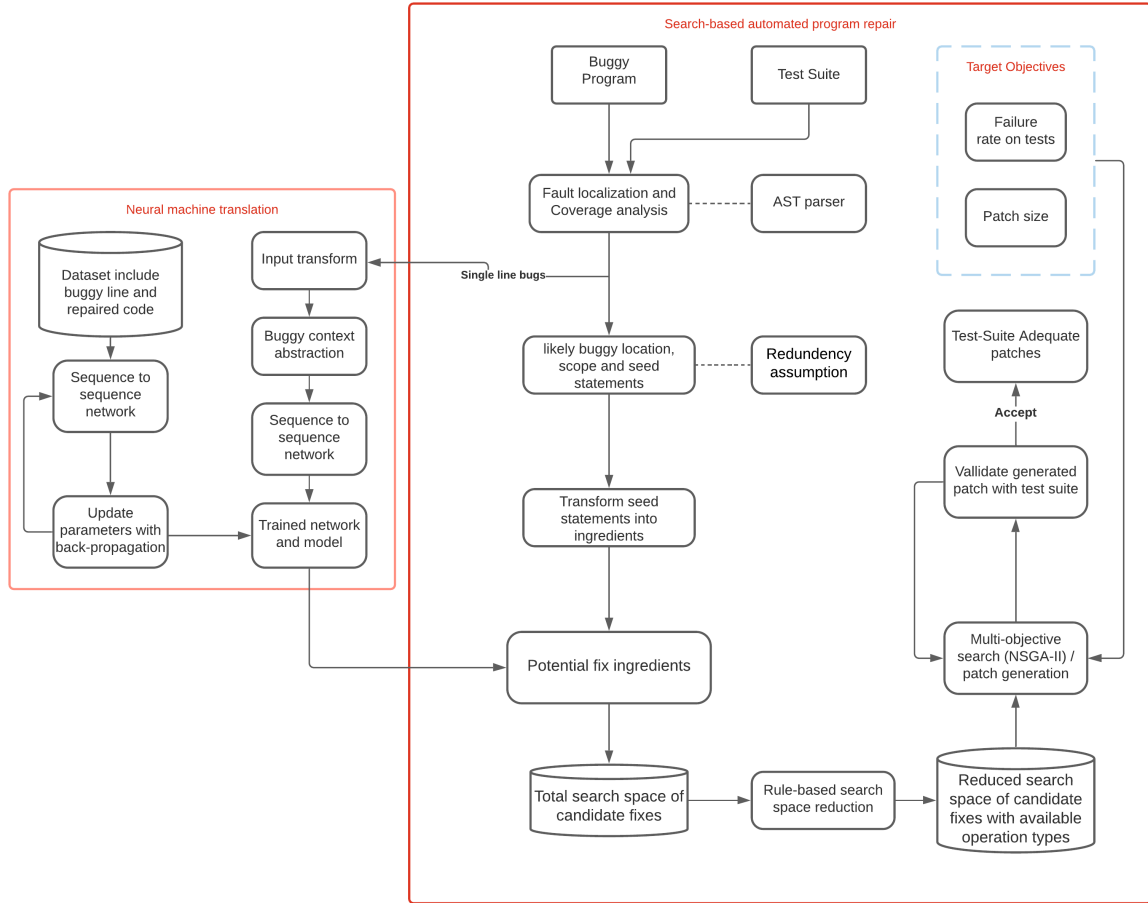 Search-based automated program repair
Buggy
Program
Test Suite
Target Objectives
Failure
rate on tests
Patch size
Fault localization and
Coverage analysis
AST parser
Neural machine translation
Dataset include
buggy line and
repaired code
Input transform
Single line bugs
Buggy context
abstraction
likely buggy location,
scope and seed
statements
Redundency
assumption
Test-Suite Adequate
patches
Accept
Sequence to
sequence
network
Sequence to
sequence
network
Vallidate generated
patch with test suite
Update
parameters with
back-propagation
Trained network
and model
Transform seed
statements into
ingredients
Potential fix ingredients
Multi-objective
search (NSGA-II) /
patch generation
Total search space of
candidate fixes
Rule-based search
space reduction
Reduced search
space of candidate
fixes with available
operation types